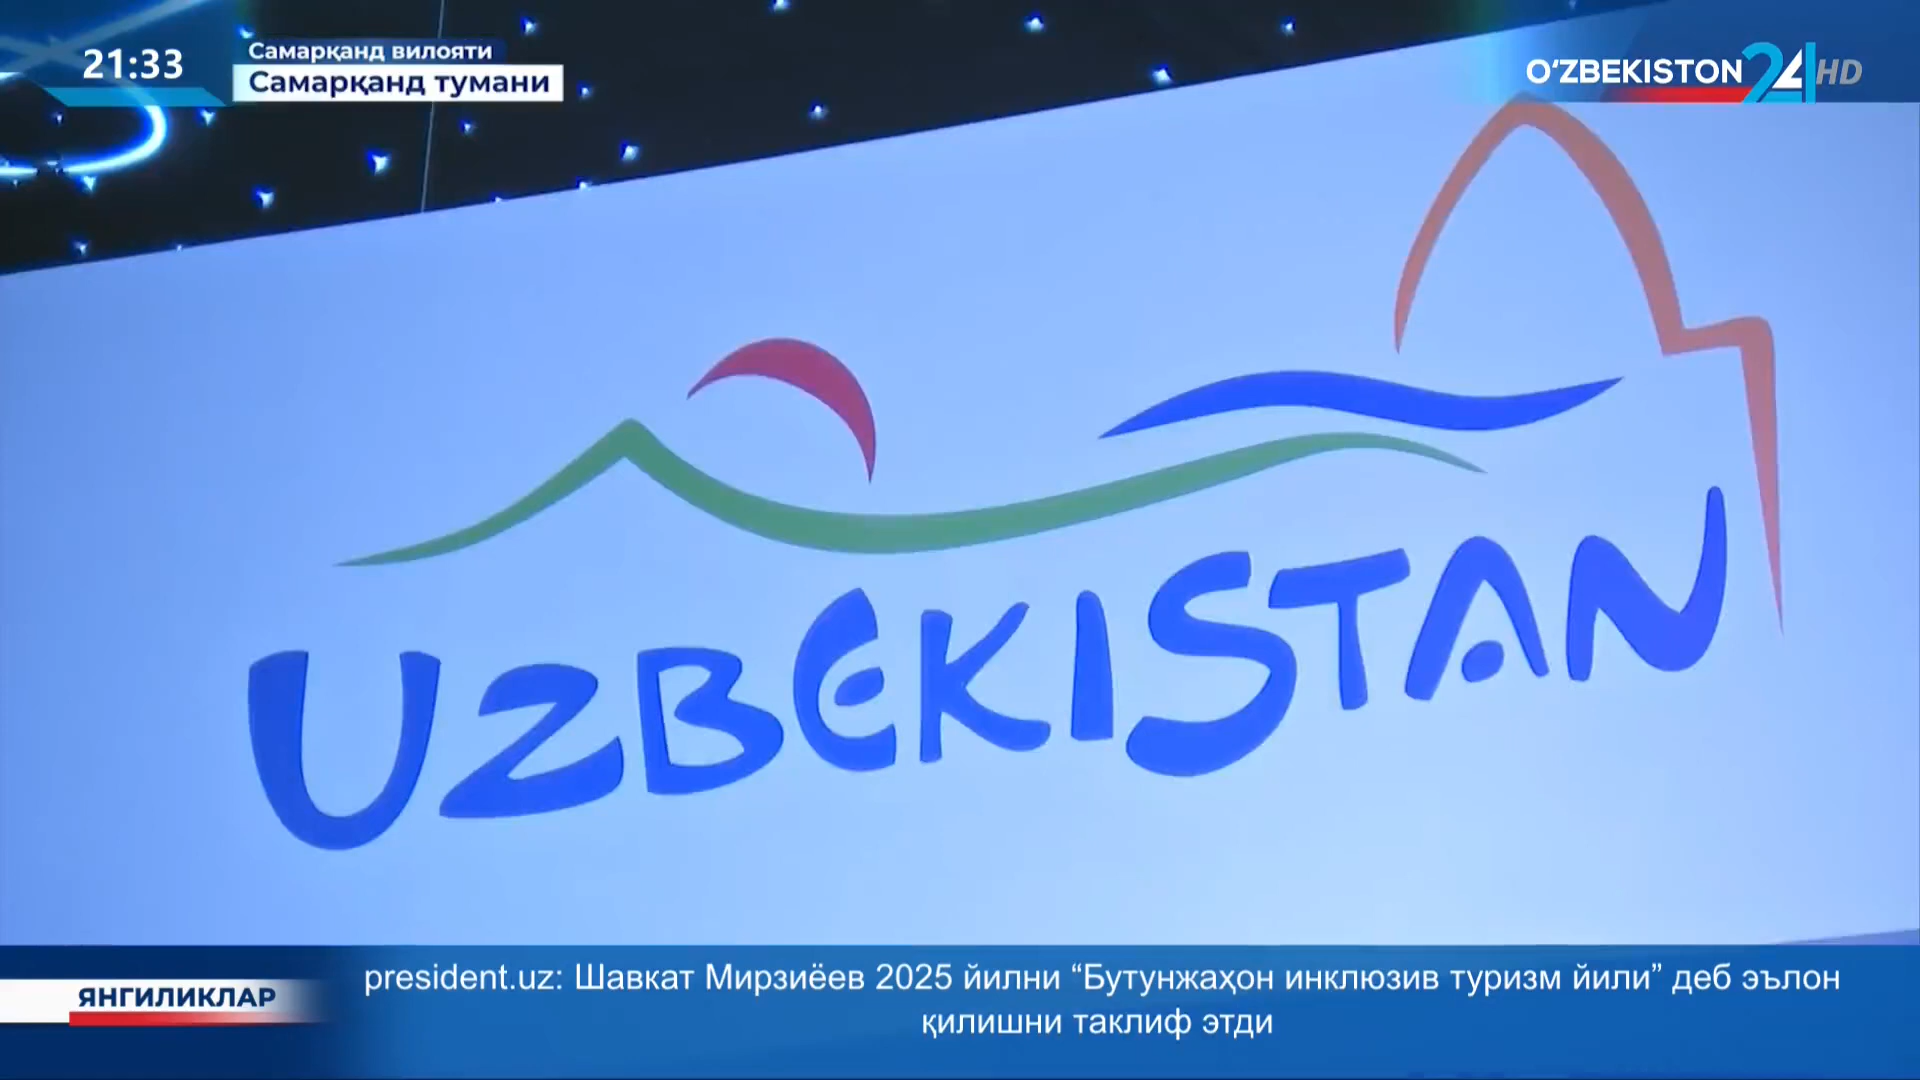 21:33
Самарқанд вилояти
Самарқанд тумани
O‘ZBEKISTON 24 HD
UZBEKISTAN
ЯНГИЛИКЛАР
president.uz: Шавкат Мирзиёев 2025 йилни “Бутунжаҳон инклюзив туризм йили” деб эълон
қилишни таклиф этди